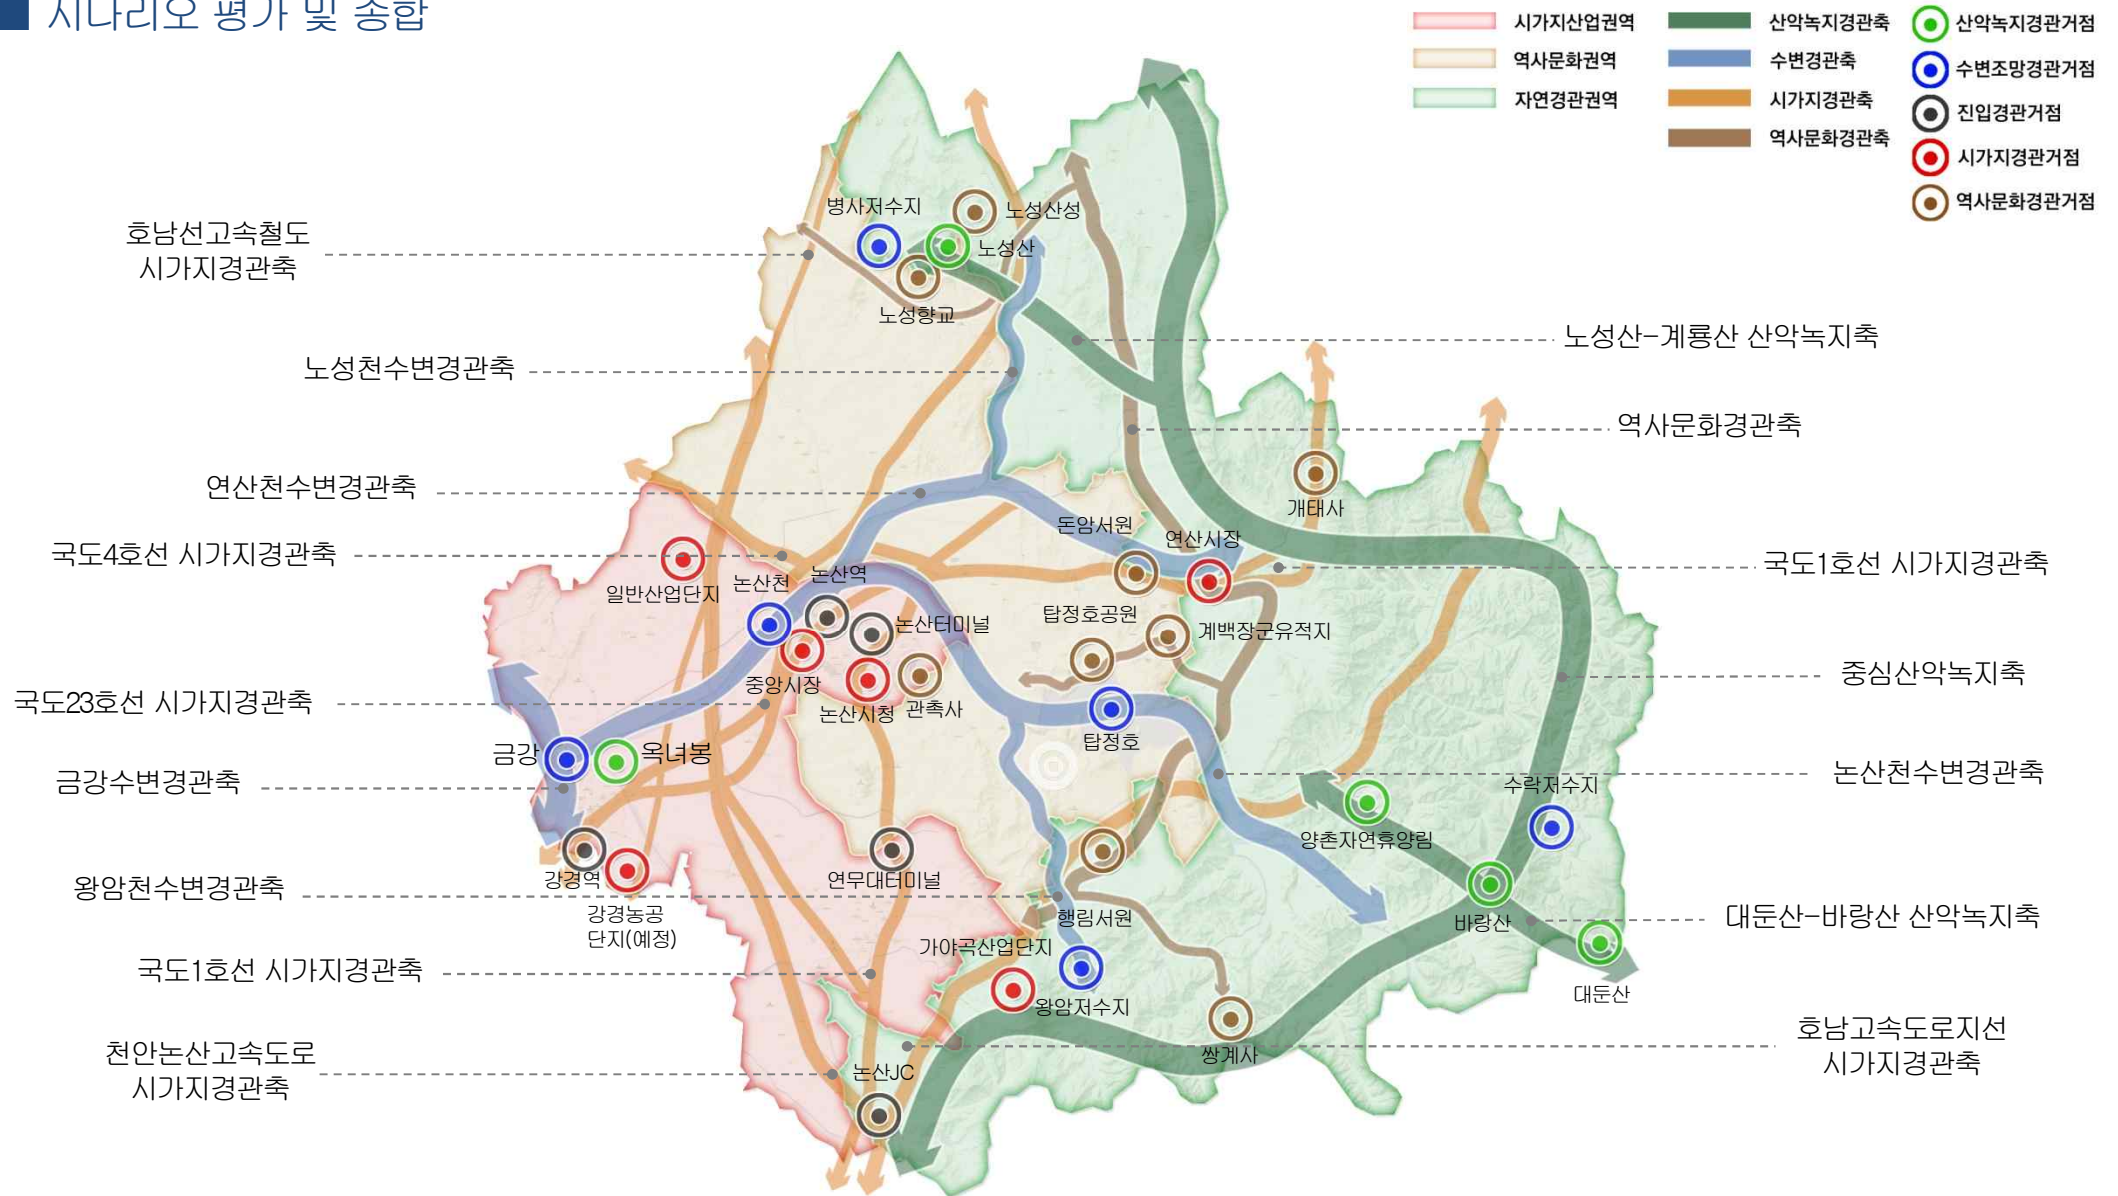 시나리오 평가 및 종합
시가지산업권역
역사문화권역
자연경관권역
산악녹지경관축
수변경관축
시가지경관축
역사문화경관축
산악녹지경관거점
수변조망경관거점
진입경관거점
시가지경관거점
역사문화경관거점
호남선고속철도
시가지경관축
노성천수변경관축
연산천수변경관축
국도4호선 시가지경관축
국도23호선 시가지경관축
금강수변경관축
왕암천수변경관축
국도1호선 시가지경관축
천안논산고속도로
시가지경관축
병사저수지
노성산성
노성산
노성향교
개태사
돈암서원
연산시장
일반산업단지
논산천
논산역
논산터미널
탑정호공원
계백장군유적지
중앙시장
논산시청
관촉사
탑정호
금강
옥녀봉
수락저수지
양촌자연휴양림
강경역
연무대터미널
강경농공
단지(예정)
행림서원
바랑산
가야곡산업단지
왕암저수지
대둔산
쌍계사
논산JC
노성산-계룡산 산악녹지축
역사문화경관축
국도1호선 시가지경관축
중심산악녹지축
논산천수변경관축
대둔산-바랑산 산악녹지축
호남고속도로지선
시가지경관축